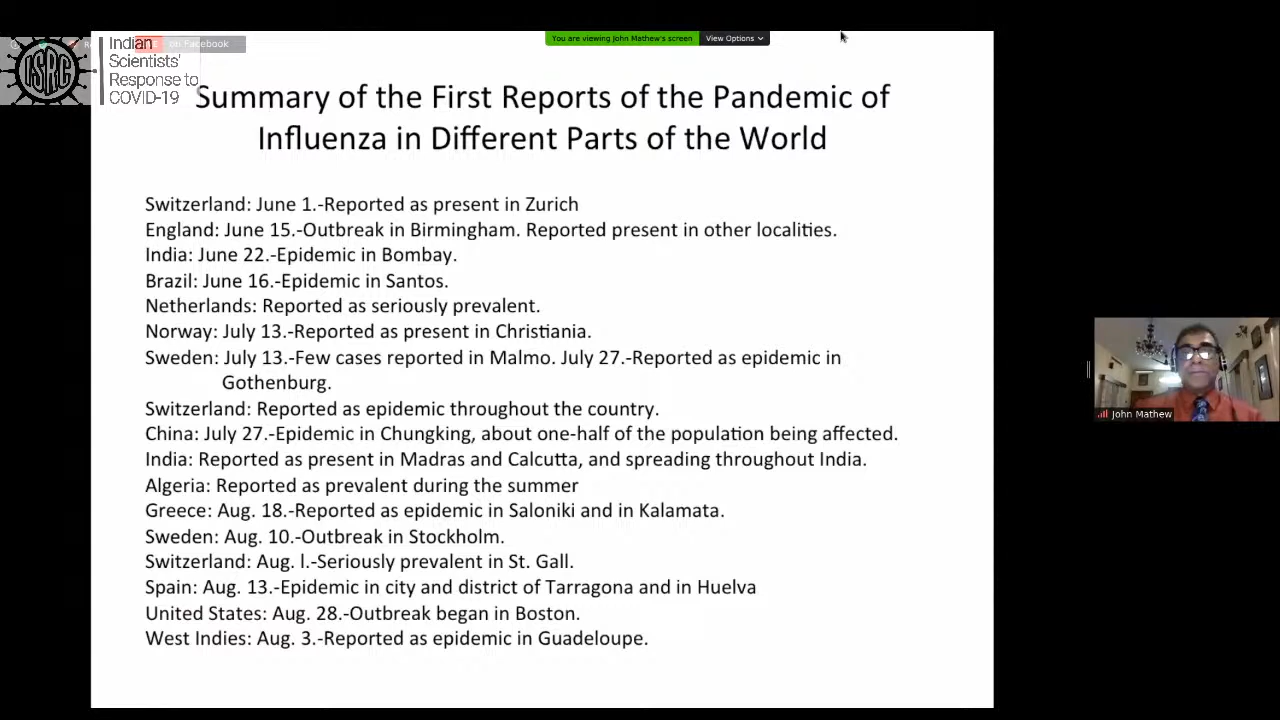 Indian
Scientists'
Response to
COVID-19
ISRC
on Facebook
You are viewing John Mathew's screen
View Options
Summary of the First Reports of the Pandemic of
Influenza in Different Parts of the World
Switzerland: June 1.-Reported as present in Zurich
England: June 15.-Outbreak in Birmingham. Reported present in other localities.
India: June 22.-Epidemic in Bombay.
Brazil: June 16.-Epidemic in Santos.
Netherlands: Reported as seriously prevalent.
Norway: July 13.-Reported as present in Christiania.
Sweden: July 13.-Few cases reported in Malmo. July 27.-Reported as epidemic in
Gothenburg.
Switzerland: Reported as epidemic throughout the country.
China: July 27.-Epidemic in Chungking, about one-half of the population being affected.
India: Reported as present in Madras and Calcutta, and spreading throughout India.
Algeria: Reported as prevalent during the summer
Greece: Aug. 18.-Reported as epidemic in Saloniki and in Kalamata.
Sweden: Aug. 10.-Outbreak in Stockholm.
Switzerland: Aug. l.-Seriously prevalent in St. Gall.
Spain: Aug. 13.-Epidemic in city and district of Tarragona and in Huelva
United States: Aug. 28.-Outbreak began in Boston.
West Indies: Aug. 3.-Reported as epidemic in Guadeloupe.
John Mathew